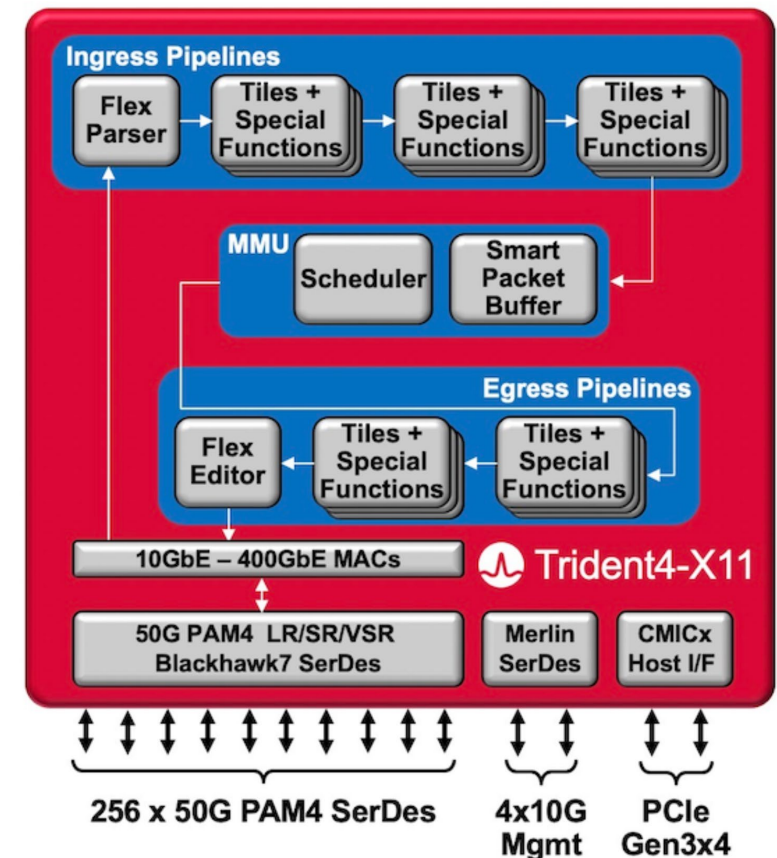 Ingress Pipelines
Flex
Parser
Tiles +
Special
Functions
Tiles +
Special
Functions
Tiles +
Special
Functions
MMU
Scheduler
Smart
Packet
Buffer
Egress Pipelines
Flex
Editor
Tiles +
Special
Functions
Tiles +
Special
Functions
10GbE – 400GbE MACs
Trident4-X11
50G PAM4 LR/SR/VSR
Blackhawk7 SerDes
Merlin
SerDes
CMICx
Host I/F
256 x 50G PAM4 SerDes
4x10G
Mgmt
PCIe
Gen3x4